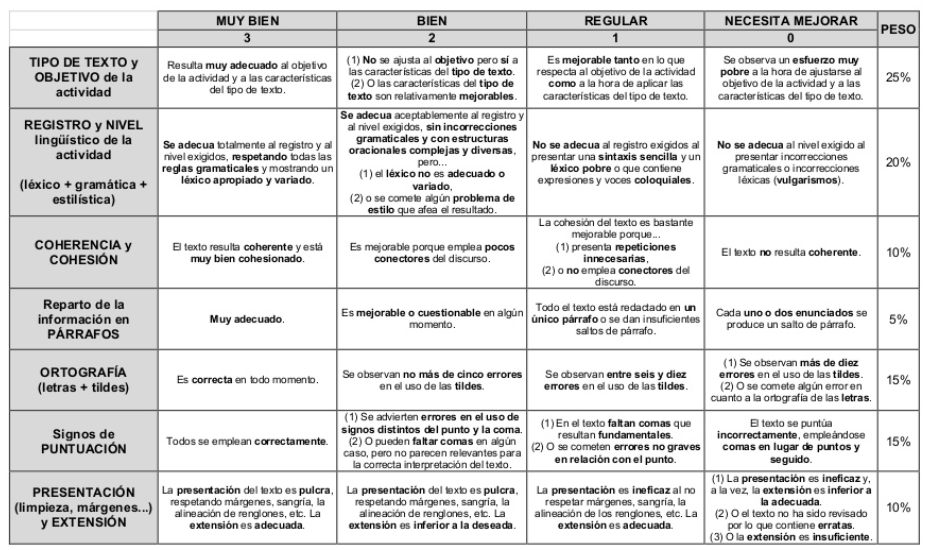 MUY BIEN
BIEN
REGULAR
NECESITA MEJORAR
PESO
3
2
1
0
TIPO DE TEXTO y
OBJETIVO de la
actividad
Resulta muy adecuado al objetivo
de la actividad y a las características
del tipo de texto.
(1) No se ajusta al objetivo pero sí a
las características del tipo de texto.
(2) O las características del tipo de
texto son relativamente mejorables.
Es mejorable tanto en lo que
respecta al objetivo de la actividad
como a la hora de aplicar las
características del tipo de texto.
Se observa un esfuerzo muy
pobre a la hora de ajustarse al
objetivo de la actividad y a las
características del tipo de texto.
25%
REGISTRO y NIVEL
lingüístico de la
actividad
(léxico + gramática +
estilística)
Se adecua totalmente al registro y al
nivel exigidos, respetando todas las
reglas gramaticales y mostrando un
léxico apropiado y variado.
Se adecua aceptablemente al registro y
al nivel exigidos, sin incorrecciones
gramaticales y con estructuras
oracionales complejas y diversas,
pero...
(1) el léxico no es adecuado o
variado,
(2) o se comete algún problema de
estilo que afea el resultado.
No se adecua al registro exigidos al
presentar una sintaxis sencilla y un
léxico pobre o que contiene
expresiones y voces coloquiales.
No se adecua al nivel exigido al
presentar incorrecciones
gramaticales o incorrecciones
léxicas (vulgarismos).
20%
COHERENCIA y
COHESIÓN
El texto resulta coherente y está
muy bien cohesionado.
Es mejorable porque emplea pocos
conectores del discurso.
La cohesión del texto es bastante
mejorable porque...
(1) presenta repeticiones
innecesarias,
(2) o no emplea conectores del
discurso.
El texto no resulta coherente.
10%
Reparto de la
información en
PÁRRAFOS
Muy adecuado.
Es mejorable o cuestionable en algún
momento.
Todo el texto está redactado en un
único párrafo o se dan insuficientes
saltos de párrafo.
Cada uno o dos enunciados se
produce un salto de párrafo.
5%
ORTOGRAFÍA
(letras + tildes)
Es correcta en todo momento.
Se observan no más de cinco errores
en el uso de las tildes.
Se observan entre seis y diez
errores en el uso de las tildes.
(1) Se observan más de diez
errores en el uso de las tildes.
(2) O se comete algún error en
cuanto a la ortografía de las letras.
15%
Signos de
PUNTUACIÓN
Todos se emplean correctamente.
(1) Se advierten errores en el uso de
signos distintos del punto y la coma.
(2) O pueden faltar comas en algún
caso, pero no parecen relevantes para
la correcta interpretación del texto.
(1) En el texto faltan comas que
resultan fundamentales.
(2) O se cometen errores no graves
en relación con el punto.
El texto se puntúa
incorrectamente, empleándose
comas en lugar de puntos y
seguido.
15%
PRESENTACIÓN
(limpieza, márgenes...)
y EXTENSIÓN
La presentación del texto es pulcra,
respetando márgenes, sangría, la
alineación de renglones, etc. La
extensión es adecuada.
La presentación del texto es pulcra,
respetando márgenes, sangría, la
alineación de renglones, etc. La
extensión es inferior a la deseada.
La presentación es ineficaz al no
respetar márgenes, sangría, la
alineación de los renglones, etc. La
extensión es adecuada.
(1) La presentación es ineficaz y,
a la vez, la extensión es inferior a
la adecuada.
(2) O el texto no ha sido revisado
por lo que contiene erratas.
(3) O la extensión es insuficiente.
10%